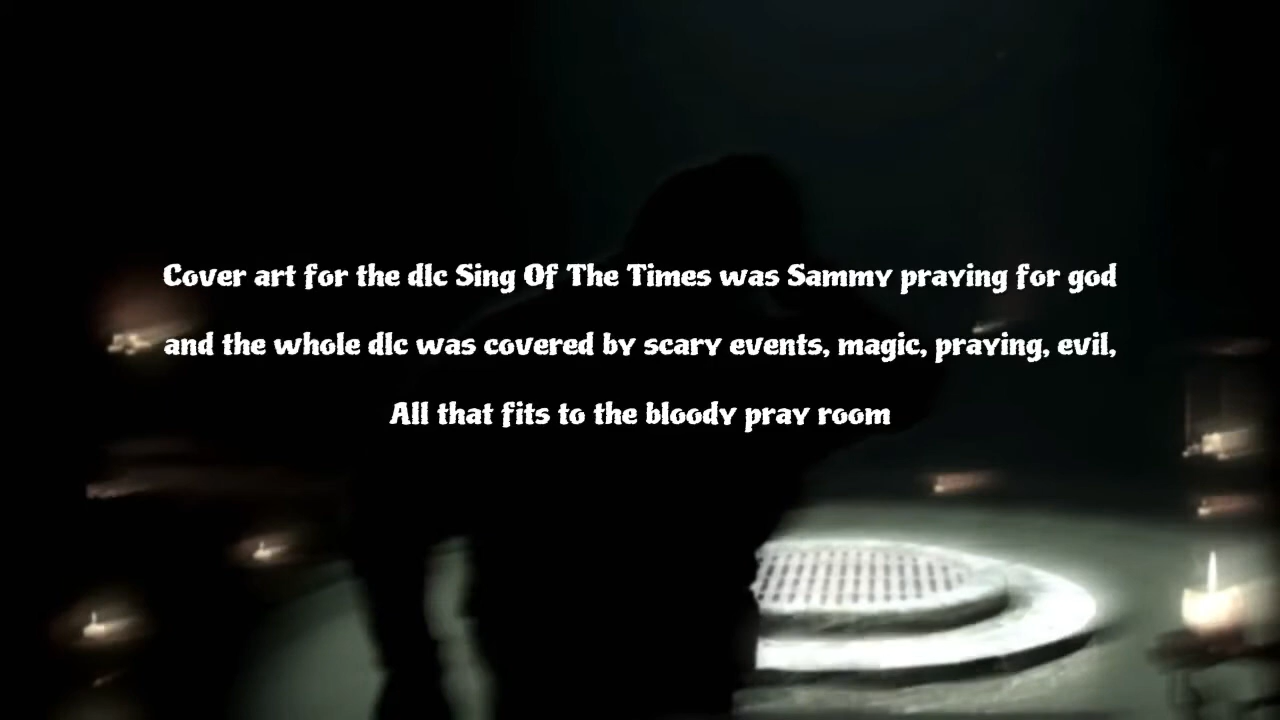 Cover art for the dlc Sing Of The Times was Sammy praying for god
and the whole dlc was covered by scary events, magic, praying, evil,
All that fits to the bloody pray room